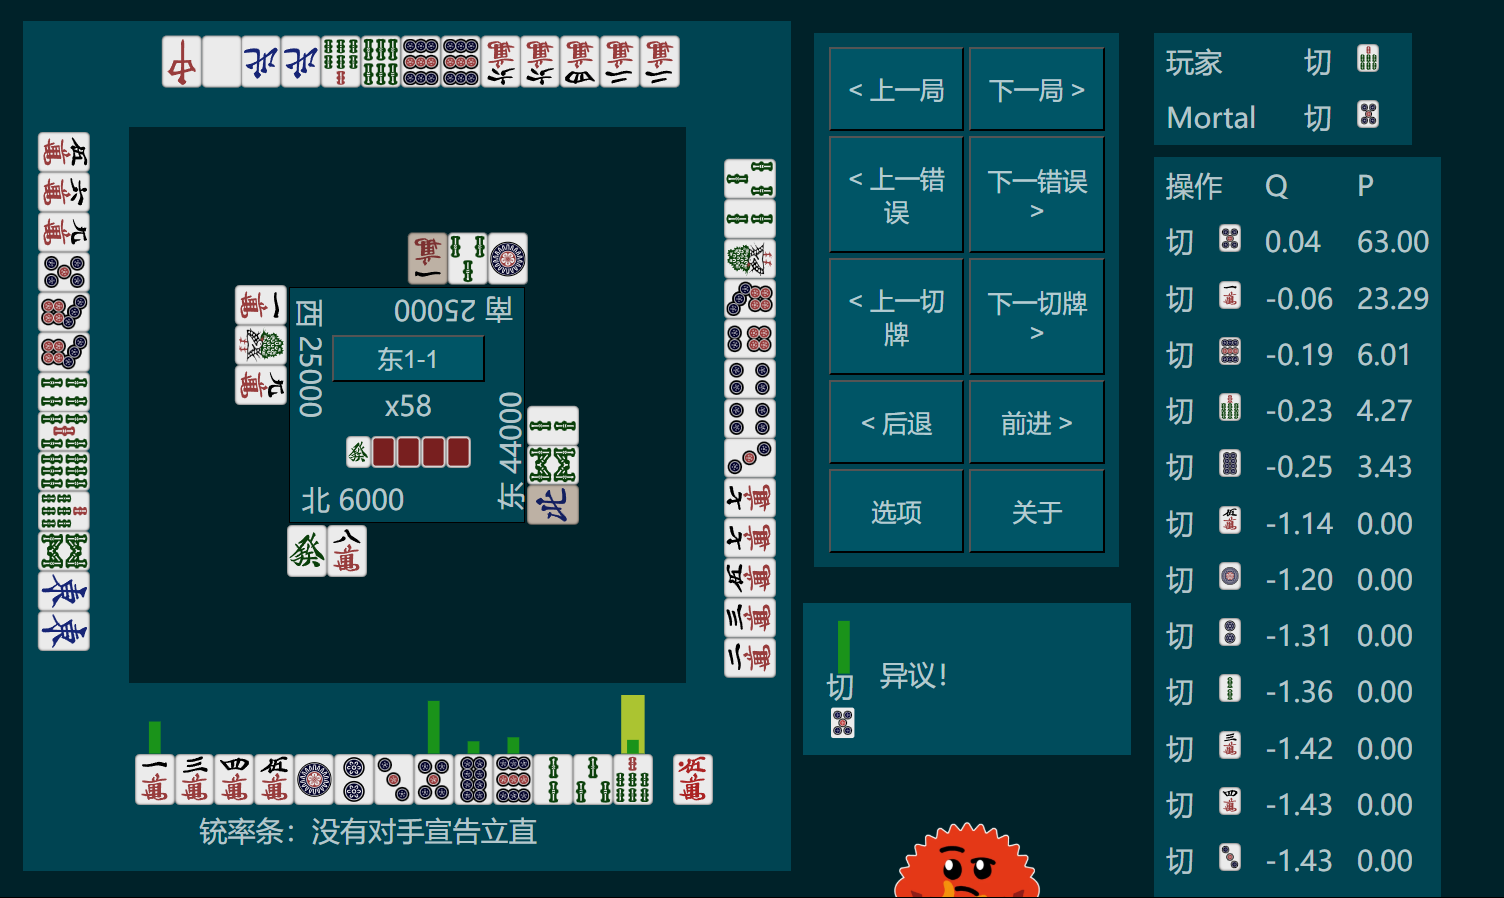 南 25000
西 25000
东1-1
x58
东 44000
北 6000
铳率条：没有对手宣告立直
< 上一局
下一局 >
< 上一错误
下一错误 >
< 上一切牌
下一切牌 >
< 后退
前进 >
选项
关于
切
异议！
玩家 切
Mortal 切
操作 Q P
切 0.04 63.00
切 -0.06 23.29
切 -0.19 6.01
切 -0.23 4.27
切 -0.25 3.43
切 -1.14 0.00
切 -1.20 0.00
切 -1.31 0.00
切 -1.36 0.00
切 -1.42 0.00
切 -1.43 0.00
切 -1.43 0.00